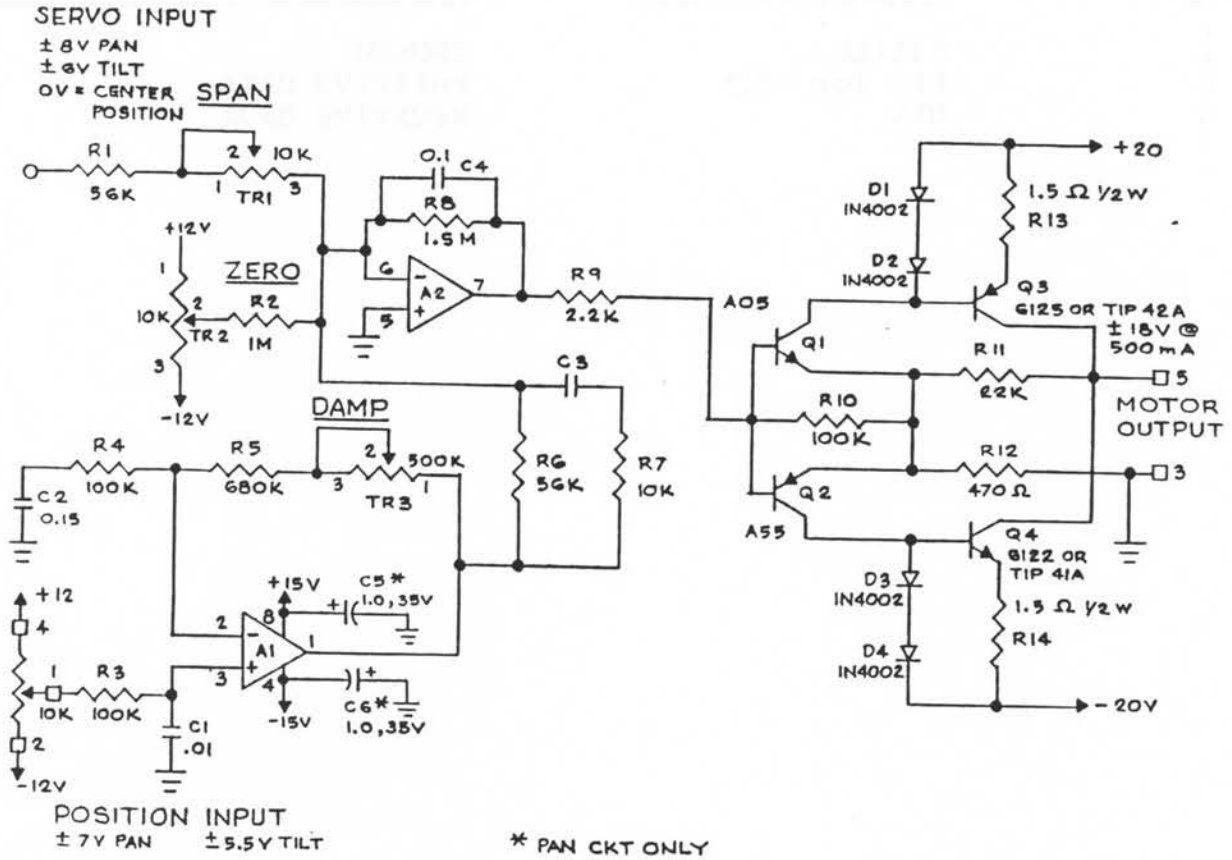 SERVO INPUT
± 8V PAN
± 6V TILT
0V = CENTER
POSITION
SPAN
R1
56K
2
10K
1
3
TR1
0.1
C4
R8
1.5M
+12V
1
ZERO
2
10K
TR2
R2
1M
3
-12V
6
-
A2
7
5
+
R9
2.2K
C3
DAMP
R4
100K
R5
680K
2
500K
3
1
TR3
R6
56K
R7
10K
C2
0.15
+12
4
1
10K
2
-12V
R3
100K
C1
.01
2
-
A1
1
3
+
8
4
+15V
-15V
C5*
1.0, 35V
+
C6*
1.0, 35V
+
POSITION INPUT
± 7V PAN ± 5.5V TILT
* PAN CKT ONLY
+20
D1
1N4002
1.5 Ω 1/2 W
R13
D2
1N4002
A05
Q3
6125 OR TIP 42A
± 18V @
500 mA
Q1
R11
22K
5
MOTOR
OUTPUT
R10
100K
R12
470 Ω
3
Q2
A55
Q4
6122 OR
TIP 41A
D3
1N4002
1.5 Ω 1/2 W
R14
D4
1N4002
- 20V